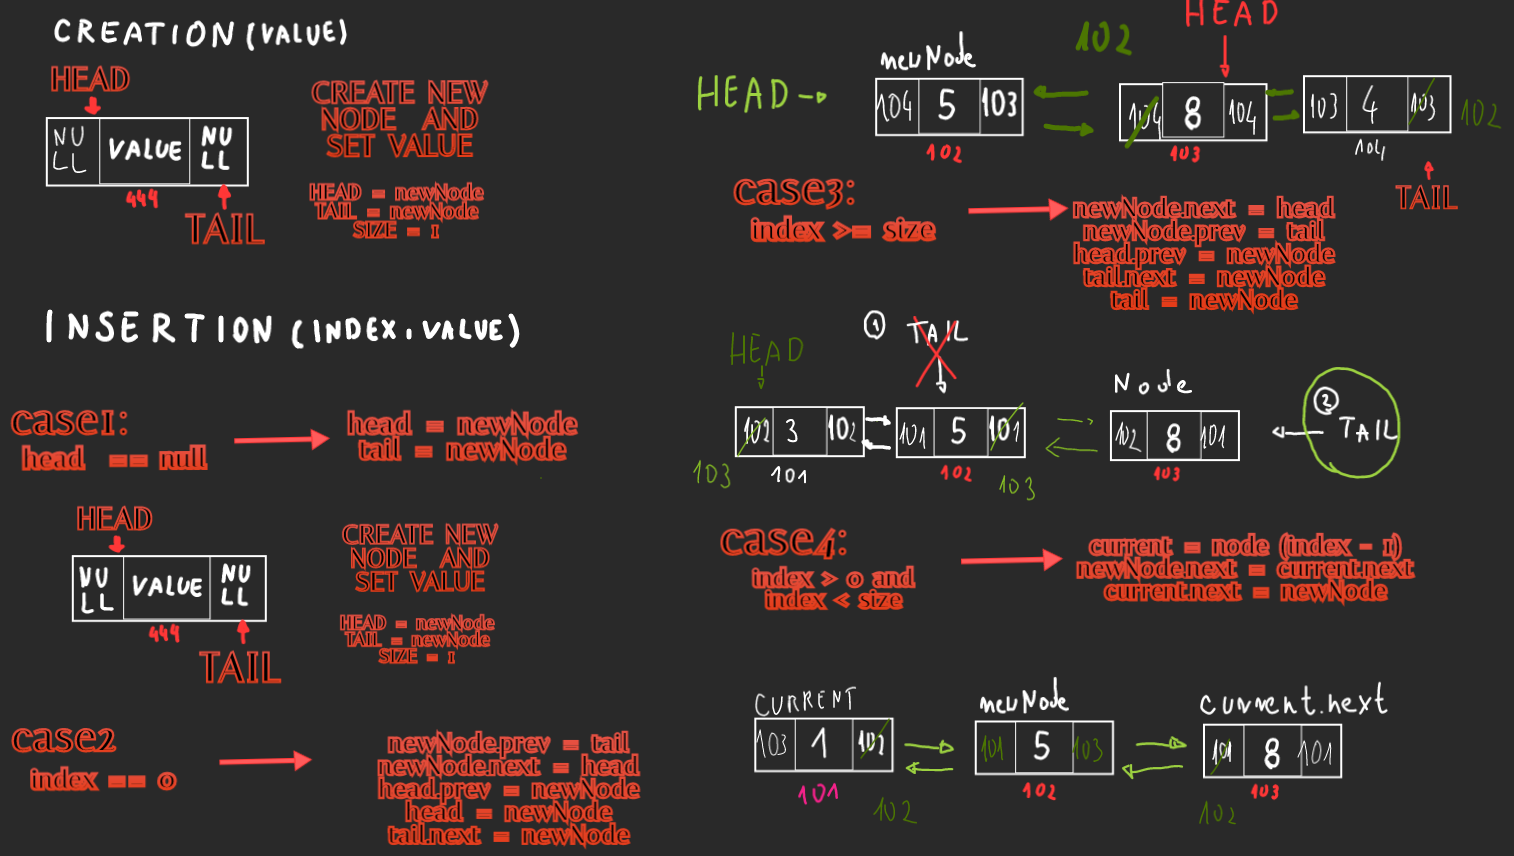 CREATION (VALUE)
HEAD
NU
LL
VALUE
NU
LL
444
TAIL
CREATE NEW
NODE AND
SET VALUE
HEAD = newNode
TAIL = newNode
SIZE = 1
INSERTION (INDEX, VALUE)
case1:
head == null
head = newNode
tail = newNode
HEAD
NU
LL
VALUE
NU
LL
444
TAIL
CREATE NEW
NODE AND
SET VALUE
HEAD = newNode
TAIL = newNode
SIZE = 1
case2
index == 0
newNode.prev = tail
newNode.next = head
head.prev = newNode
head = newNode
tail.next = newNode
HEAD
102
newNode
HEAD
104 5 103
104 8 104
103 4 103
102
102
103
104
TAIL
case3:
index >= size
newNode.next = head
newNode.prev = tail
head.prev = newNode
tail.next = newNode
tail = newNode
1 TAIL
HEAD
Node
2
TAIL
102 3 102
101 5 101
102 8 101
103
101
102
103
103
case4:
index > 0 and
index < size
current = node (index - 1)
newNode.next = current.next
current.next = newNode
CURRENT
newNode
current.next
103 1 102
101 5 103
101 8 101
101
102
102
103
102